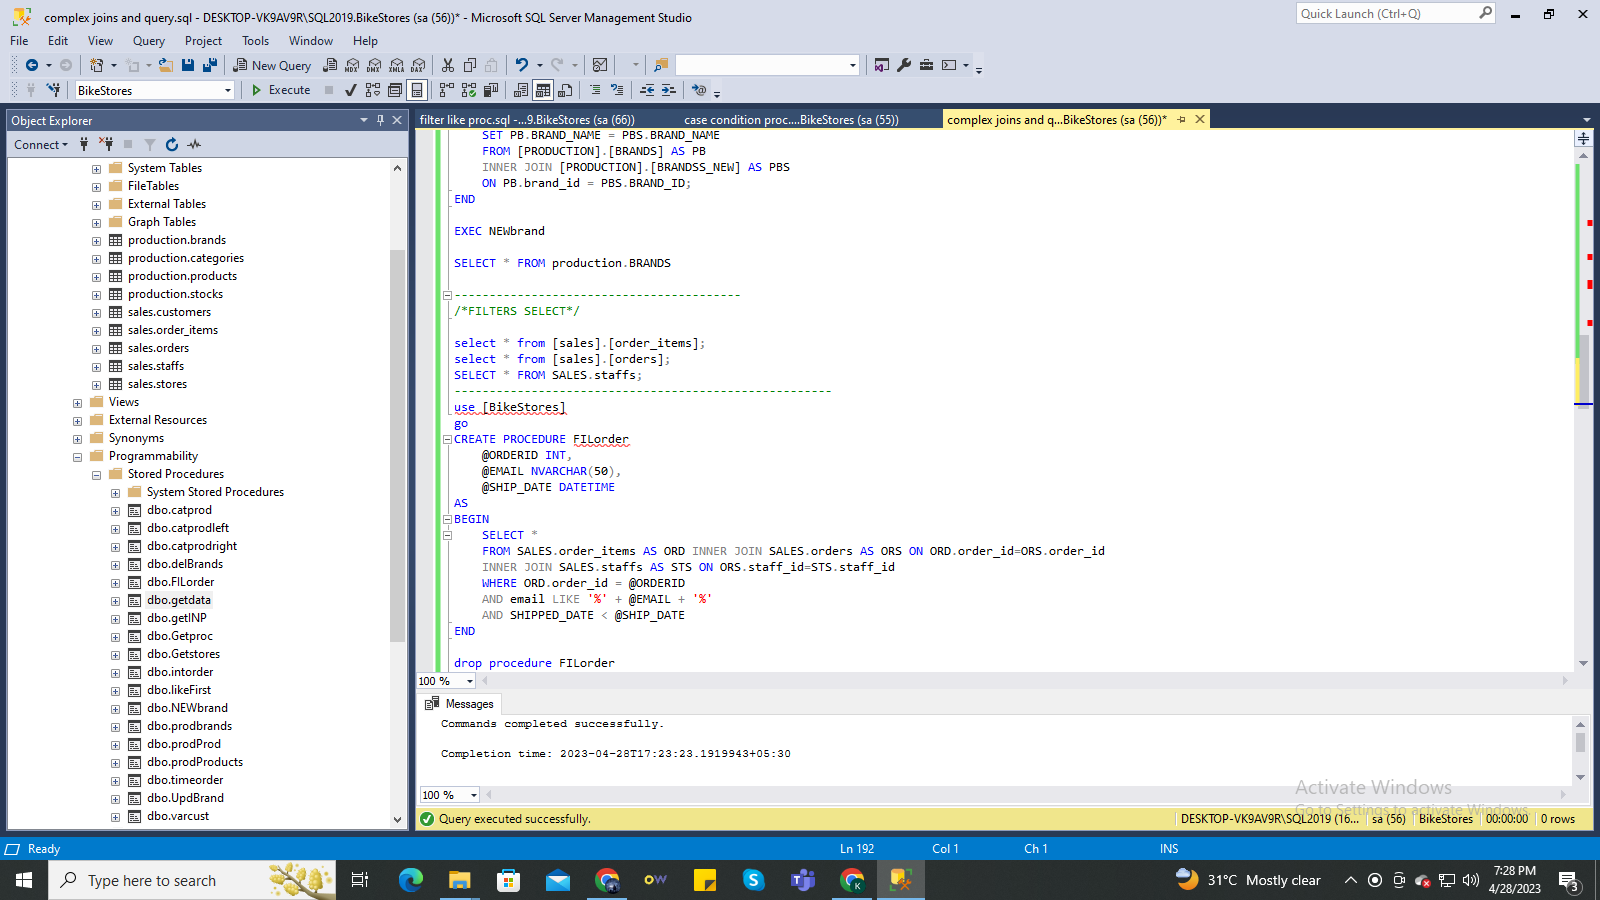 complex joins and query.sql - DESKTOP-VK9AV9R\SQL2019.BikeStores (sa (56))* - Microsoft SQL Server Management Studio
Quick Launch (Ctrl+Q)
File Edit View Query Project Tools Window Help
New Query
MDX DMX XMLA DAX
BikeStores
Execute
Object Explorer
Connect
System Tables
FileTables
External Tables
Graph Tables
production.brands
production.categories
production.products
production.stocks
sales.customers
sales.order_items
sales.orders
sales.staffs
sales.stores
Views
External Resources
Synonyms
Programmability
Stored Procedures
System Stored Procedures
dbo.catprod
dbo.catprodleft
dbo.catprodright
dbo.delBrands
dbo.FILorder
dbo.getdata
dbo.getINP
dbo.Getproc
dbo.Getstores
dbo.intorder
dbo.likeFirst
dbo.NEWbrand
dbo.prodbrands
dbo.prodProd
dbo.prodProducts
dbo.timeorder
dbo.UpdBrand
dbo.varcust
filter like proc.sql -...9.BikeStores (sa (66))
case condition proc....BikeStores (sa (55))
complex joins and q...BikeStores (sa (56))*
SET PB.BRAND_NAME = PBS.BRAND_NAME
FROM [PRODUCTION].[BRANDS] AS PB
INNER JOIN [PRODUCTION].[BRANDSS_NEW] AS PBS
ON PB.brand_id = PBS.BRAND_ID;
END
EXEC NEWbrand
SELECT * FROM production.BRANDS
-----------------------------------------
/*FILTERS SELECT*/
select * from [sales].[order_items];
select * from [sales].[orders];
SELECT * FROM SALES.staffs;
------------------------------------------------------
use [BikeStores]
go
CREATE PROCEDURE FILorder
@ORDERID INT,
@EMAIL NVARCHAR(50),
@SHIP_DATE DATETIME
AS
BEGIN
SELECT *
FROM SALES.order_items AS ORD INNER JOIN SALES.orders AS ORS ON ORD.order_id=ORS.order_id
INNER JOIN SALES.staffs AS STS ON ORS.staff_id=STS.staff_id
WHERE ORD.order_id = @ORDERID
AND email LIKE '%' + @EMAIL + '%'
AND SHIPPED_DATE < @SHIP_DATE
END
drop procedure FILorder
100 %
Messages
Commands completed successfully.
Completion time: 2023-04-28T17:23:23.1919943+05:30
100 %
Activate Windows
Go to Settings to activate Windows.
Query executed successfully.
DESKTOP-VK9AV9R\SQL2019 (16... sa (56) BikeStores 00:00:00 0 rows
Ready
Ln 192 Col 1 Ch 1 INS
Type here to search
31°C Mostly clear
7:28 PM
4/28/2023
3